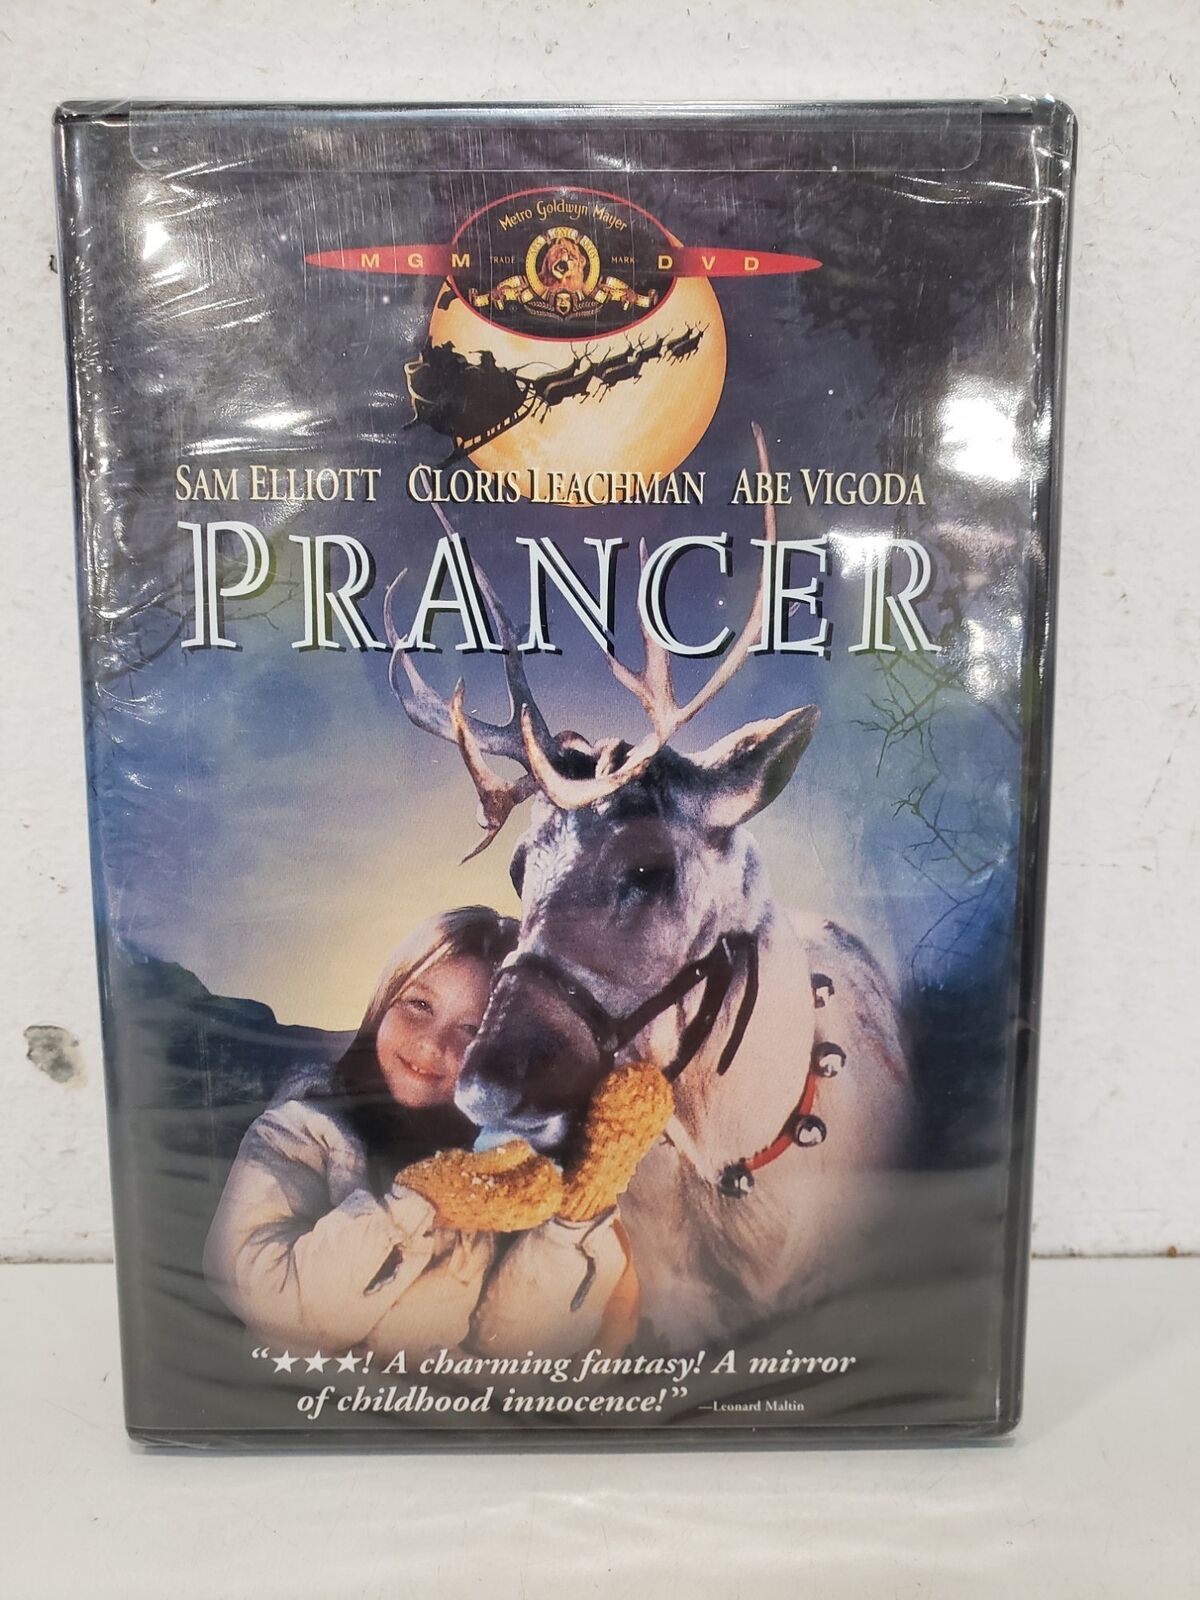 Metro Goldwyn Mayer
MGM TRADE MARK DVD
SAM ELLIOTT CLORIS LEACHMAN ABE VIGODA
PRANCER
“★★★! A charming fantasy! A mirror
of childhood innocence!” —Leonard Maltin